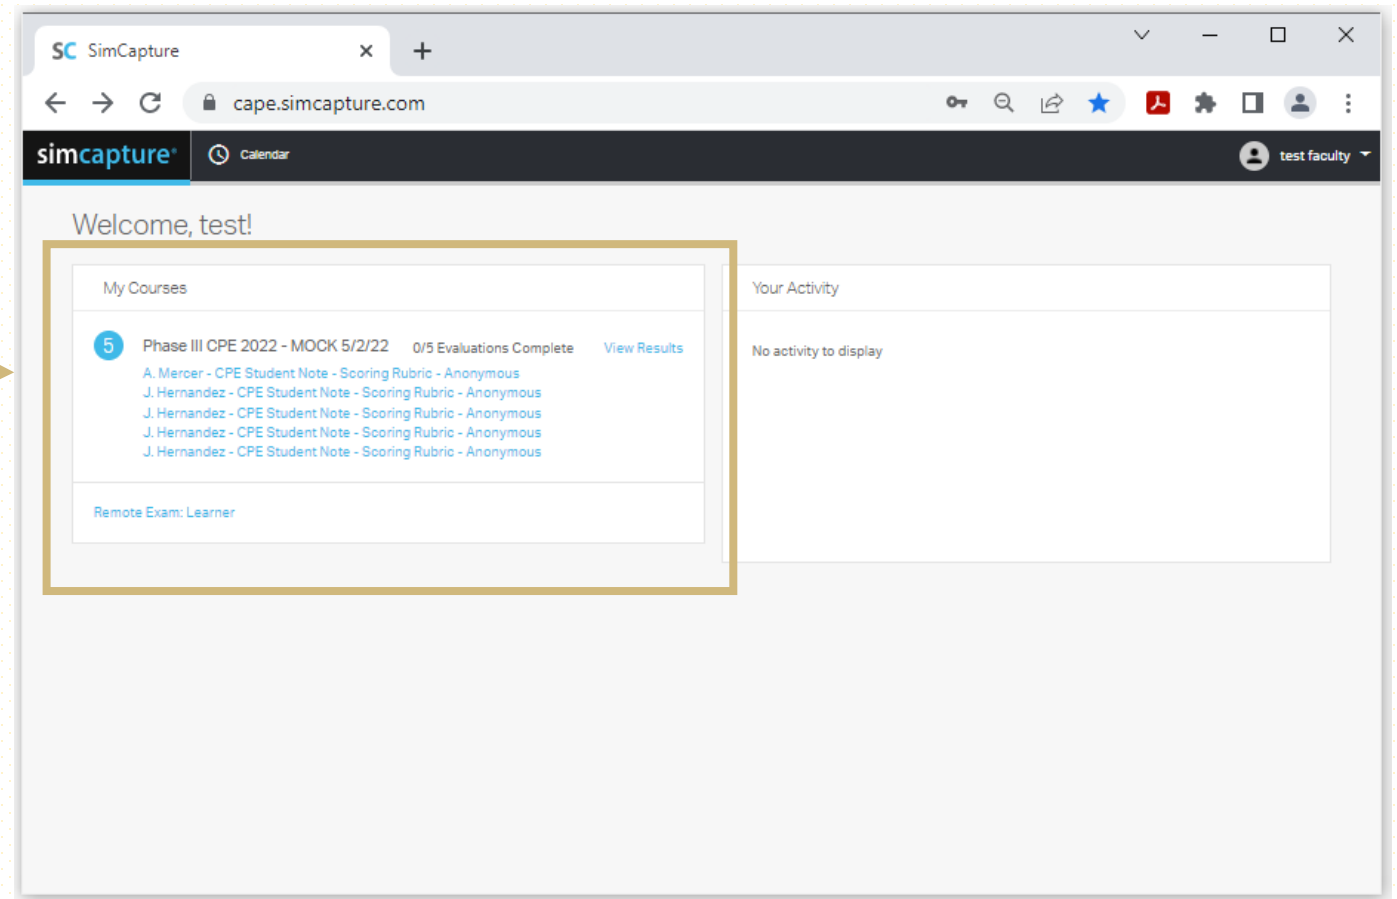 SC SimCapture
cape.simcapture.com
simcapture
Calendar
test faculty
Welcome, test!
My Courses
5 Phase III CPE 2022 - MOCK 5/2/22 0/5 Evaluations Complete View Results
A. Mercer - CPE Student Note - Scoring Rubric - Anonymous
J. Hernandez - CPE Student Note - Scoring Rubric - Anonymous
J. Hernandez - CPE Student Note - Scoring Rubric - Anonymous
J. Hernandez - CPE Student Note - Scoring Rubric - Anonymous
J. Hernandez - CPE Student Note - Scoring Rubric - Anonymous
Remote Exam: Learner
Your Activity
No activity to display